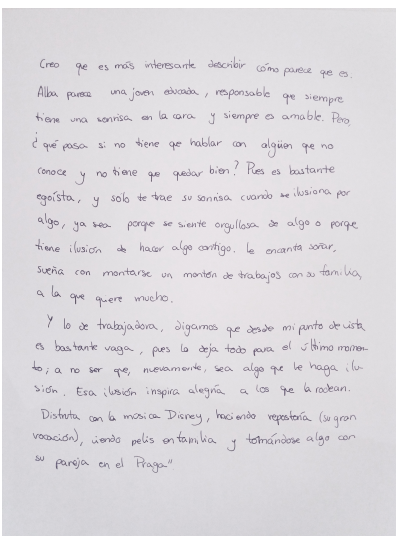 Creo que es más interesante describir cómo parece que es.
Alba parece una joven educada, responsable que siempre
tiene una sonrisa en la cara y siempre es amable. Pero,
¿qué pasa si no tiene que hablar con alguien que no
conoce y no tiene que quedar bien? Pues es bastante
egoísta, y solo te trae su sonrisa cuando se ilusiona por
algo, ya sea porque se siente orgullosa de algo o porque
tiene ilusión de hacer algo contigo. le encanta soñar,
sueña con montarse un montón de trabajos con su familia,
a la que quere mucho.
Y lo de trabajadora, digamos que desde mi punto de vista
es bastante vaga, pues lo deja todo para el último momen-
to; a no ser que, nuevamente, sea algo que le haga ilu-
sión. Esa ilusión inspira alegría a los que la rodean.
Disfruta con la música Disney, haciendo repostería (su gran
vocación), viendo pelis en familia y tomándose algo con
su pareja en el Praga"